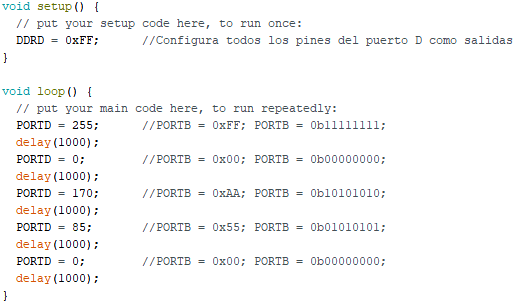 void setup() {
  // put your setup code here, to run once:
  DDRD = 0xFF;      //Configura todos los pines del puerto D como salidas
}

void loop() {
  // put your main code here, to run repeatedly:
  PORTD = 255;      //PORTB = 0xFF; PORTB = 0b11111111;
  delay(1000);
  PORTD = 0;        //PORTB = 0x00; PORTB = 0b00000000;
  delay(1000);
  PORTD = 170;      //PORTB = 0xAA; PORTB = 0b10101010;
  delay(1000);
  PORTD = 85;       //PORTB = 0x55; PORTB = 0b01010101;
  delay(1000);
  PORTD = 0;        //PORTB = 0x00; PORTB = 0b00000000;
  delay(1000);
}